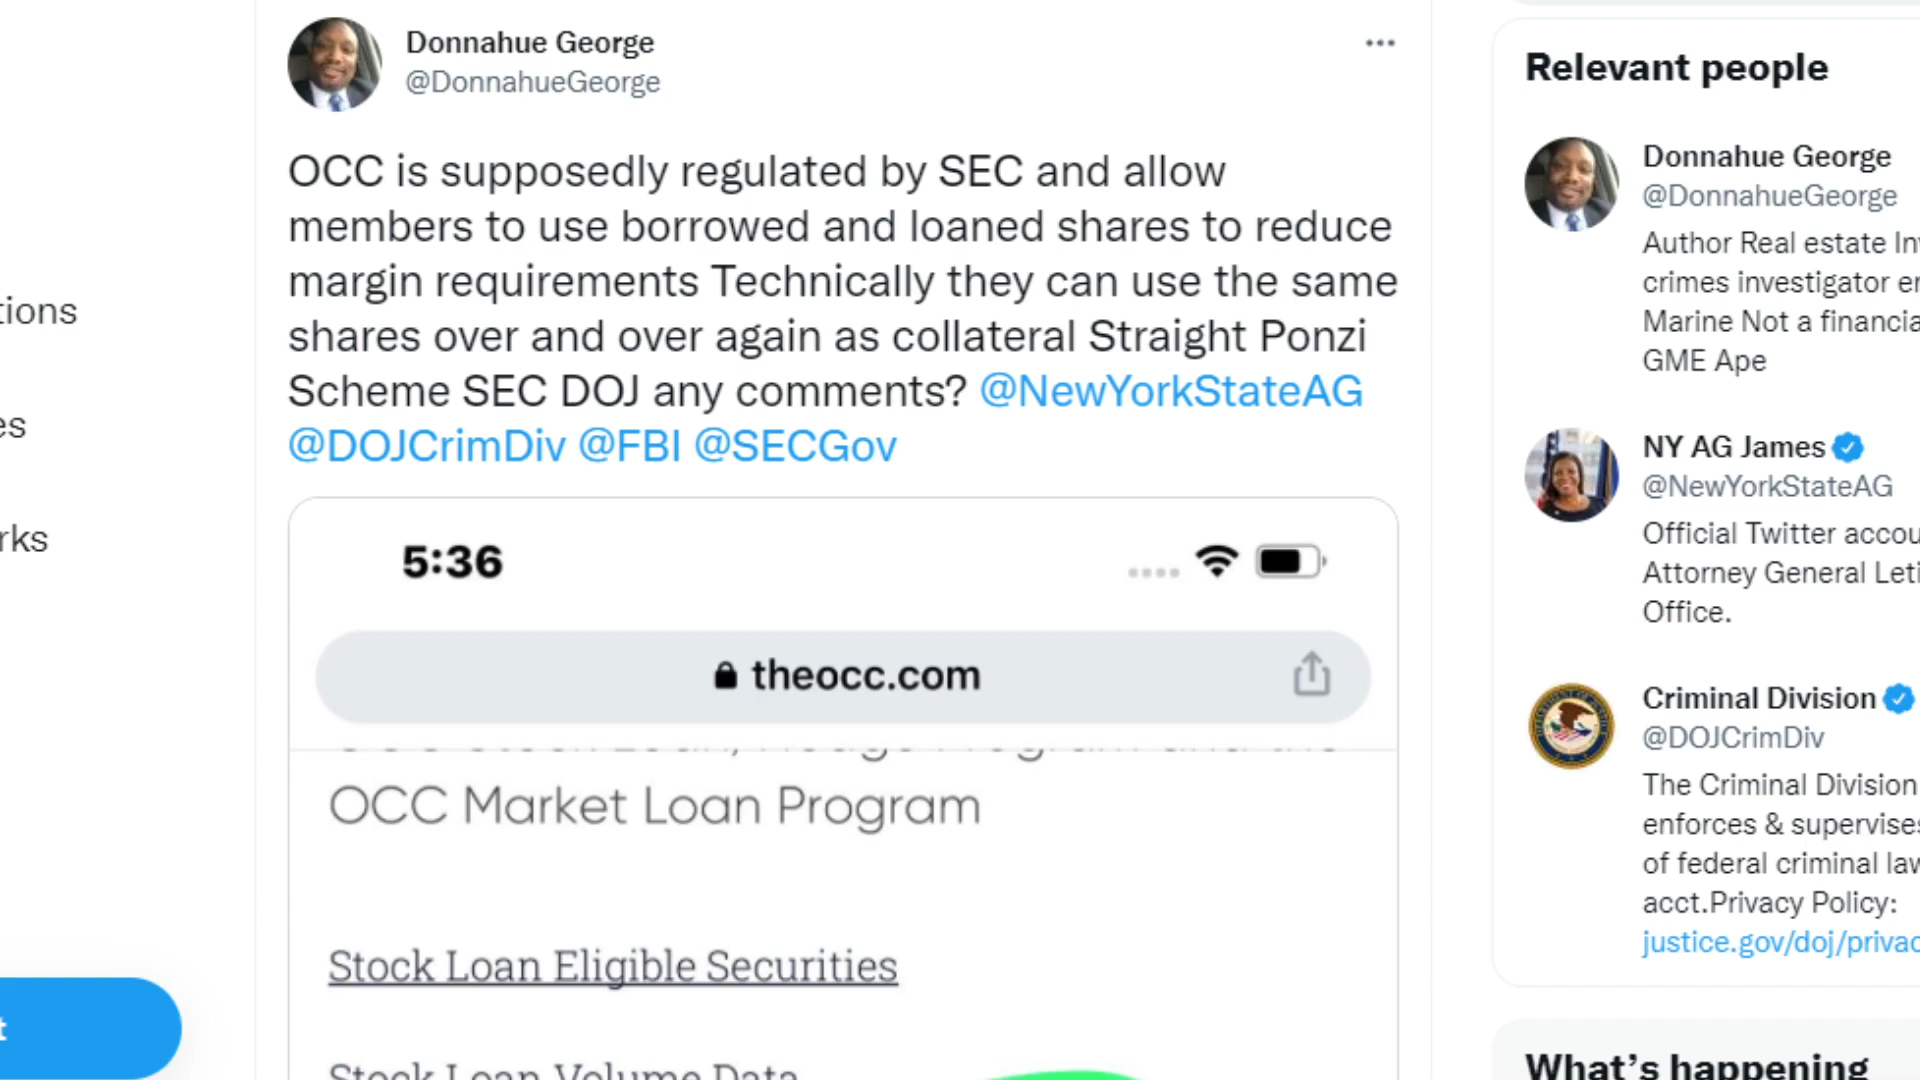 Donnahue George
@DonnahueGeorge
OCC is supposedly regulated by SEC and allow
members to use borrowed and loaned shares to reduce
margin requirements Technically they can use the same
shares over and over again as collateral Straight Ponzi
Scheme SEC DOJ any comments? @NewYorkStateAG
@DOJCrimDiv @FBI @SECGov
5:36
theocc.com
OCC Market Loan Program
Stock Loan Eligible Securities
Stock Loan Volume Data
tions
es
rks
t
Relevant people
Donnahue George
@DonnahueGeorge
Author Real estate Inv
crimes investigator en
Marine Not a financia
GME Ape
NY AG James
@NewYorkStateAG
Official Twitter accou
Attorney General Leti
Office.
Criminal Division
@DOJCrimDiv
The Criminal Division
enforces & supervises
of federal criminal law
acct.Privacy Policy:
justice.gov/doj/privac
What's happening